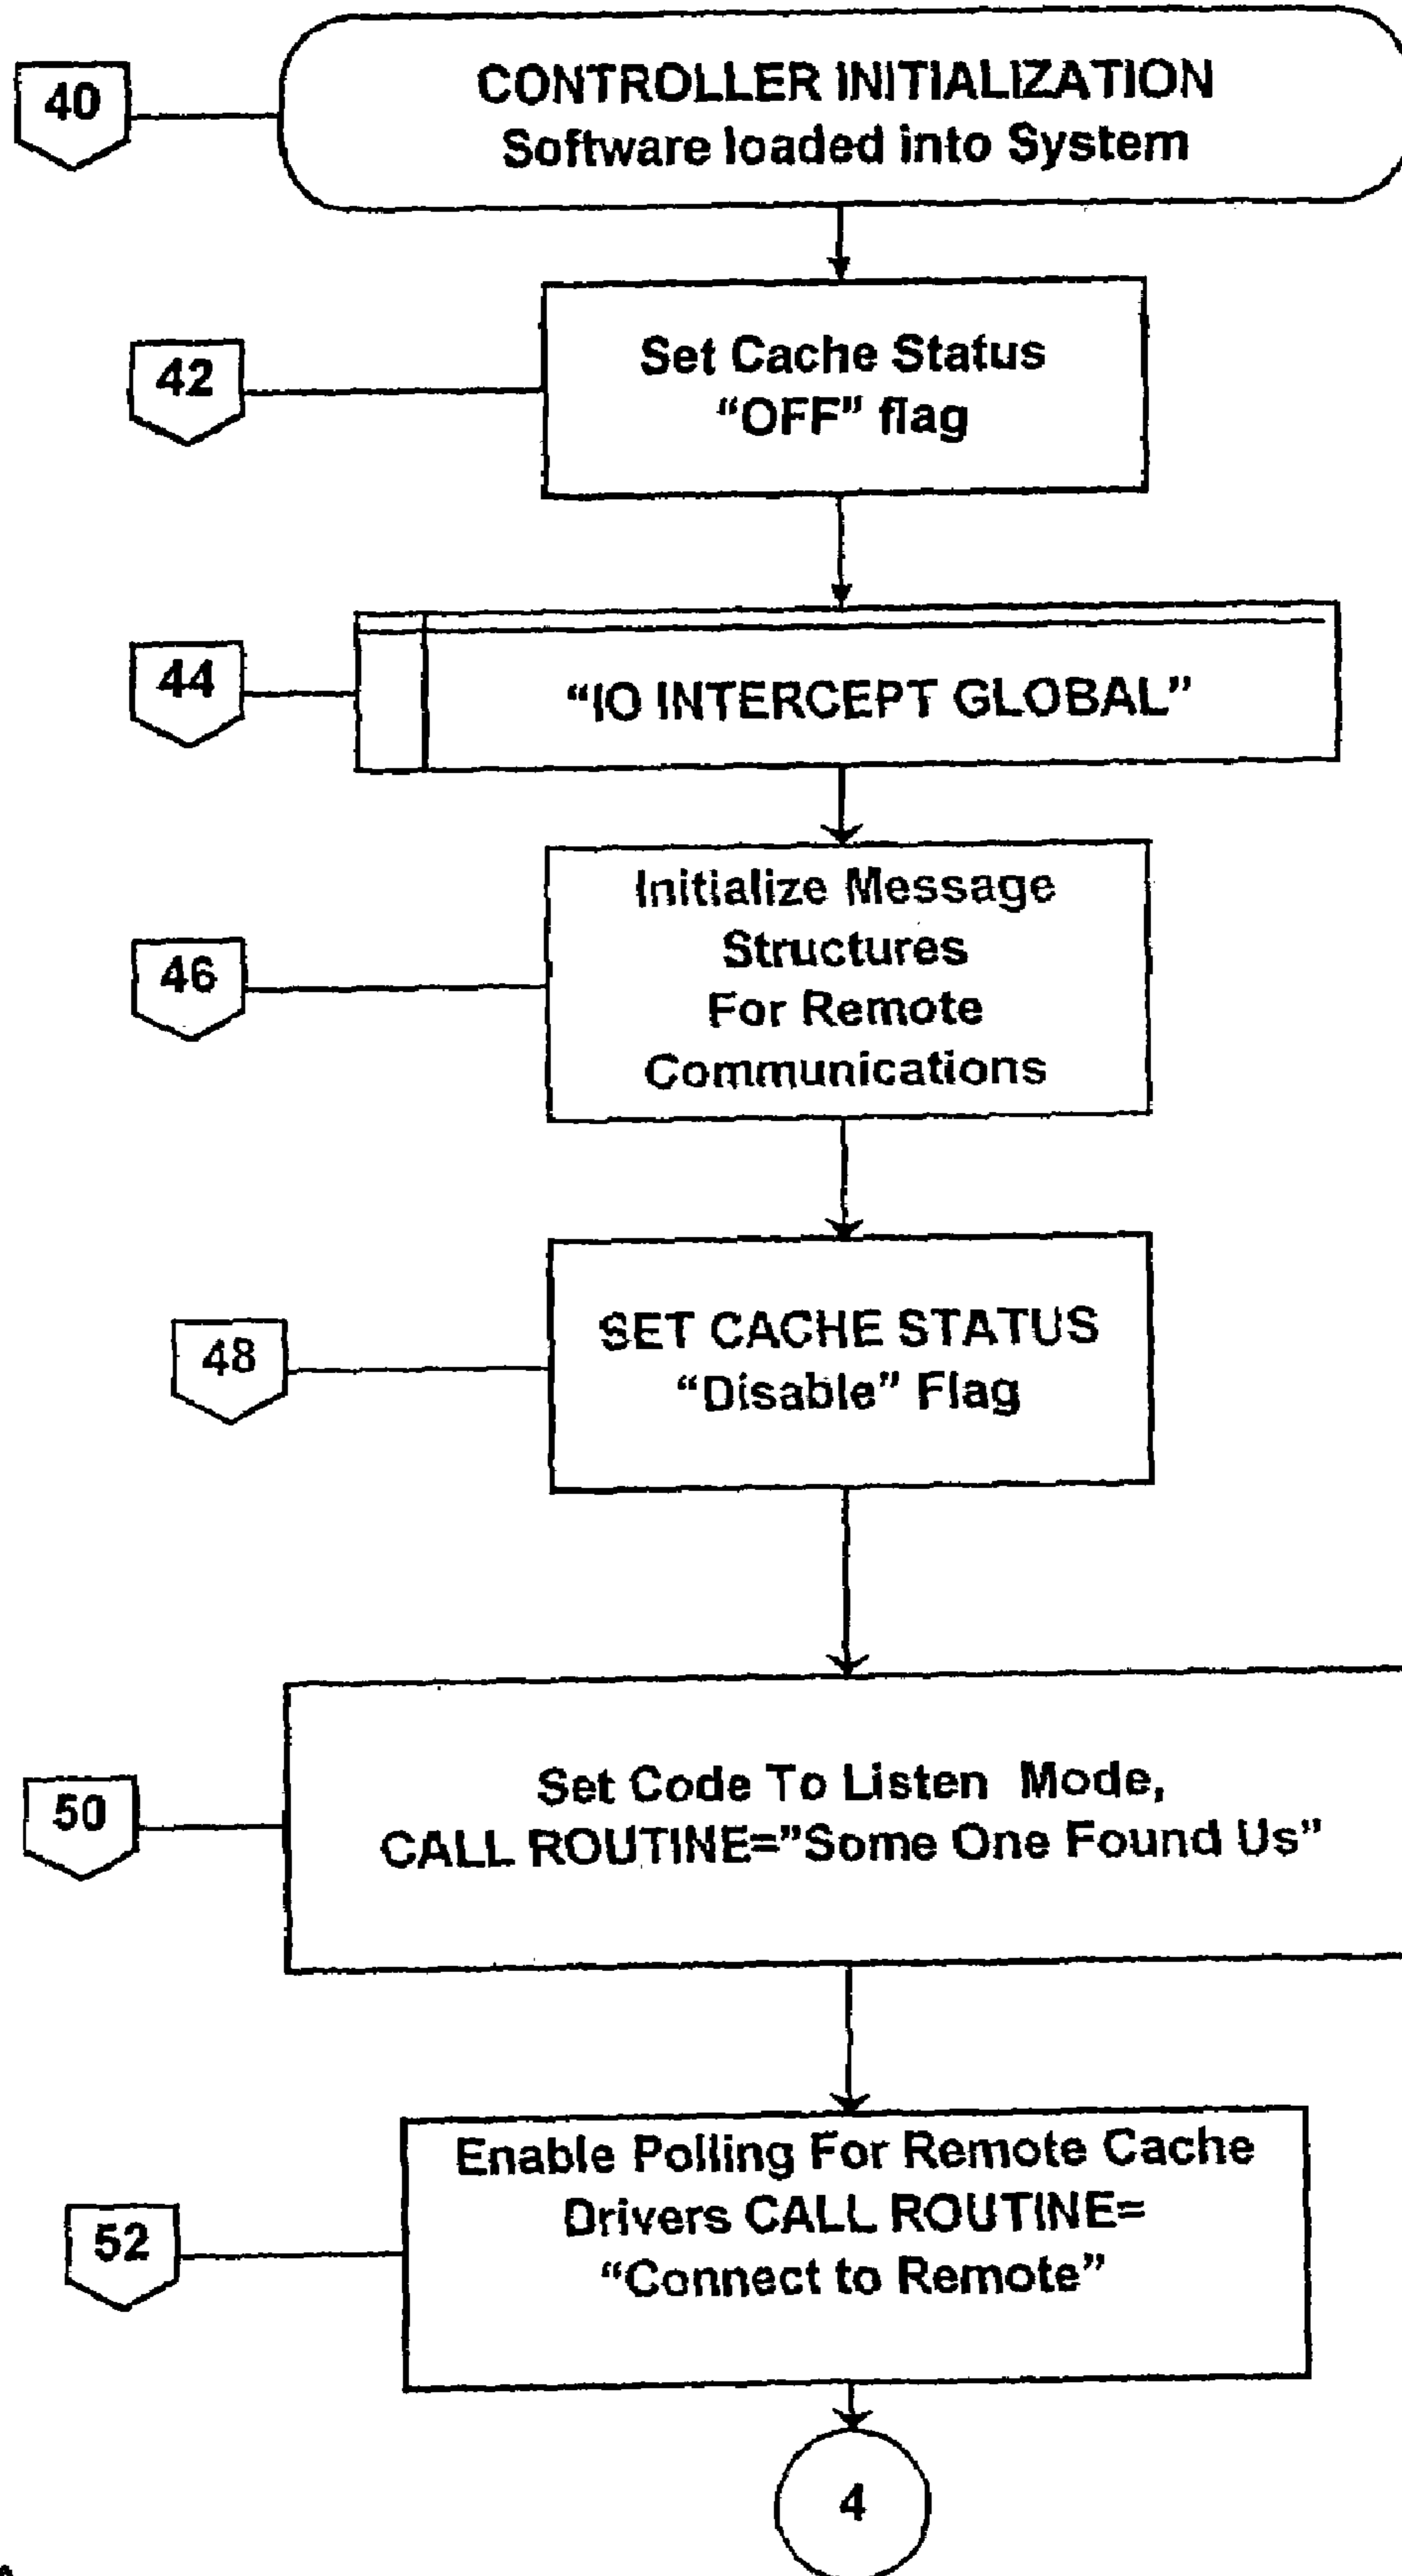 40
CONTROLLER INITIALIZATION
Software loaded into System
42
Set Cache Status
“OFF” flag
44
“IO INTERCEPT GLOBAL”
46
Initialize Message
Structures
For Remote
Communications
48
SET CACHE STATUS
“Disable” Flag
50
Set Code To Listen Mode,
CALL ROUTINE=”Some One Found Us”
52
Enable Polling For Remote Cache
Drivers CALL ROUTINE=
“Connect to Remote”
4